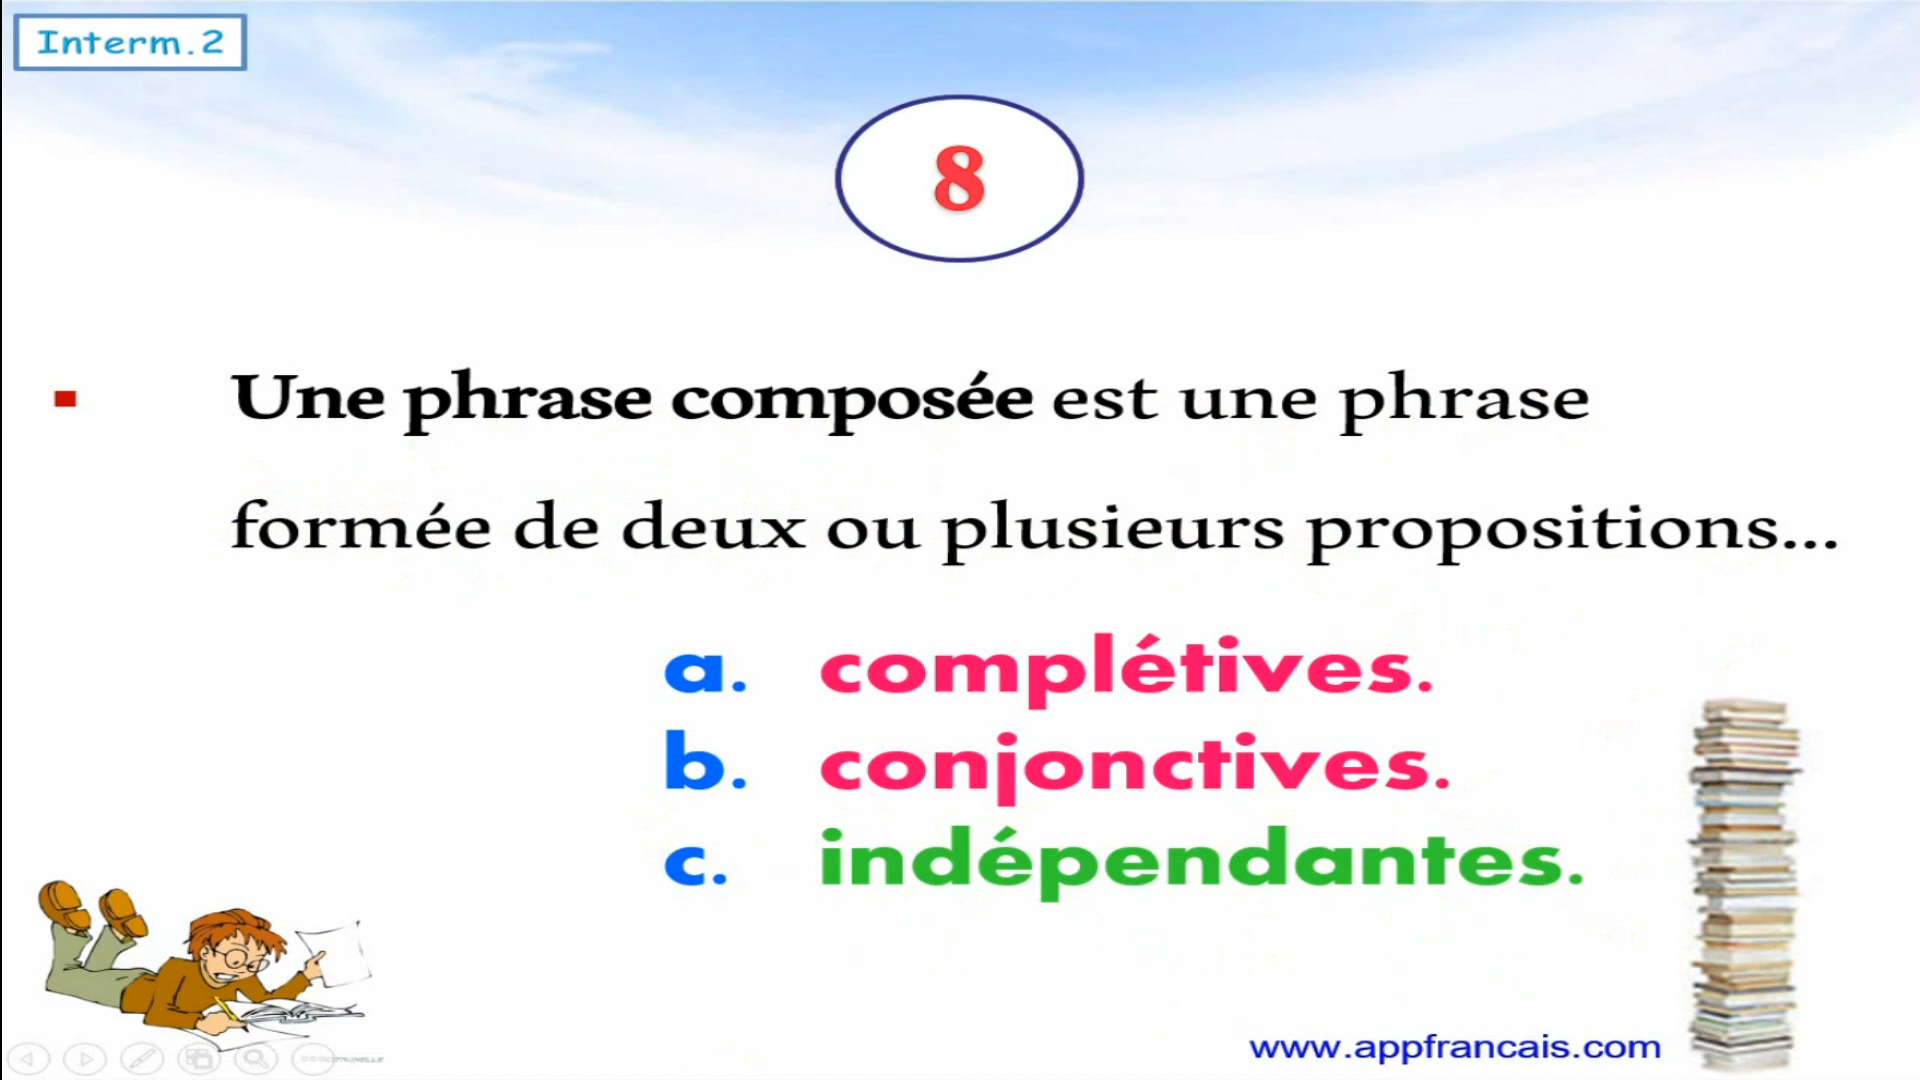 Interm.2
8
Une phrase composée est une phrase
formée de deux ou plusieurs propositions...
a. complétives.
b. conjonctives.
c. indépendantes.
www.appfrancais.com